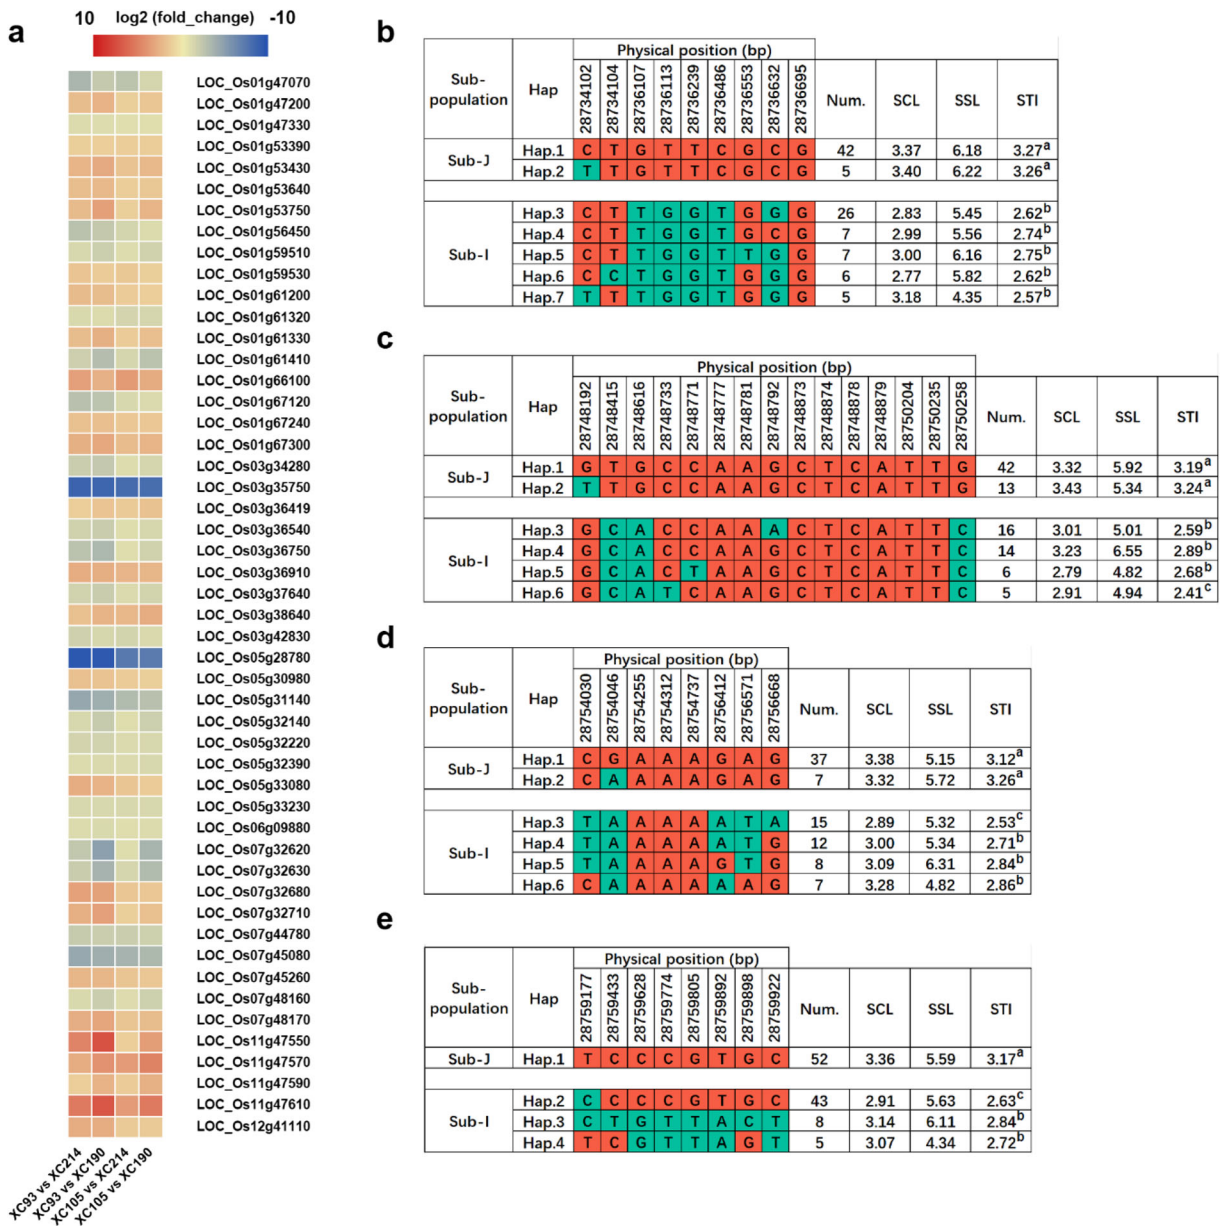 a
10 log2 (fold_change) -10
LOC_Os01g47070
LOC_Os01g47200
LOC_Os01g47330
LOC_Os01g53390
LOC_Os01g53430
LOC_Os01g53640
LOC_Os01g53750
LOC_Os01g56450
LOC_Os01g59510
LOC_Os01g59530
LOC_Os01g61200
LOC_Os01g61320
LOC_Os01g61330
LOC_Os01g61410
LOC_Os01g66100
LOC_Os01g67120
LOC_Os01g67240
LOC_Os01g67300
LOC_Os03g34280
LOC_Os03g35750
LOC_Os03g36419
LOC_Os03g36540
LOC_Os03g36750
LOC_Os03g36910
LOC_Os03g37640
LOC_Os03g38640
LOC_Os03g42830
LOC_Os05g28780
LOC_Os05g30980
LOC_Os05g31140
LOC_Os05g32140
LOC_Os05g32220
LOC_Os05g32390
LOC_Os05g33080
LOC_Os05g33230
LOC_Os06g09880
LOC_Os07g32620
LOC_Os07g32630
LOC_Os07g32680
LOC_Os07g32710
LOC_Os07g44780
LOC_Os07g45080
LOC_Os07g45260
LOC_Os07g48160
LOC_Os07g48170
LOC_Os11g47550
LOC_Os11g47570
LOC_Os11g47590
LOC_Os11g47610
LOC_Os12g41110
XC93 vs XC214
XC93 vs XC190
XC105 vs XC214
XC105 vs XC190
b
Physical position (bp)
Sub-population Hap 28734102 28734104 28736107 28736113 28736239 28736486 28736553 28736632 28736695 Num. SCL SSL STI
Sub-J Hap.1 C T G T T C G C G 42 3.37 6.18 3.27a
Hap.2 T T G T T C G C G 5 3.40 6.22 3.26a
Sub-I Hap.3 C T T G G T G G G 26 2.83 5.45 2.62b
Hap.4 C T T G G T G C G 7 2.99 5.56 2.74b
Hap.5 C T T G G T T G G 7 3.00 6.16 2.75b
Hap.6 C C T G G T G G G 6 2.77 5.82 2.62b
Hap.7 T T T G G T G G G 5 3.18 4.35 2.57b
c
Physical position (bp)
Sub-population Hap 28748192 28748415 28748616 28748733 28748771 28748777 28748781 28748792 28748873 28748874 28748878 28748879 28750204 28750235 28750258 Num. SCL SSL STI
Sub-J Hap.1 G T G C C A A G C T C A T T G 42 3.32 5.92 3.19a
Hap.2 T T G C C A A G C T C A T T G 13 3.43 5.34 3.24a
Sub-I Hap.3 G C A C C A A A C T C A T T C 16 3.01 5.01 2.59b
Hap.4 G C A C C A A G C T C A T T C 14 3.23 6.55 2.89b
Hap.5 G C A C T A A G C T C A T T C 6 2.79 4.82 2.68b
Hap.6 G C A T C A A G C T C A T T C 5 2.91 4.94 2.41c
d
Physical position (bp)
Sub-population Hap 28754030 28754046 28754255 28754312 28754737 28756412 28756571 28756668 Num. SCL SSL STI
Sub-J Hap.1 C G A A A G A G 37 3.38 5.15 3.12a
Hap.2 C A A A A G A G 7 3.32 5.72 3.26a
Sub-I Hap.3 T A A A A A T A 15 2.89 5.32 2.53c
Hap.4 T A A A A A T G 12 3.00 5.34 2.71b
Hap.5 T A A A A G T G 8 3.09 6.31 2.84b
Hap.6 C A A A A A A G 7 3.28 4.82 2.86b
e
Physical position (bp)
Sub-population Hap 28759177 28759433 28759628 28759774 28759805 28759892 28759898 28759922 Num. SCL SSL STI
Sub-J Hap.1 T C C C G T G C 52 3.36 5.59 3.17a
Sub-I Hap.2 C C C C G T G C 43 2.91 5.63 2.63c
Hap.3 C T G T T A C T 8 3.14 6.11 2.84b
Hap.4 T C G T T A G T 5 3.07 4.34 2.72b